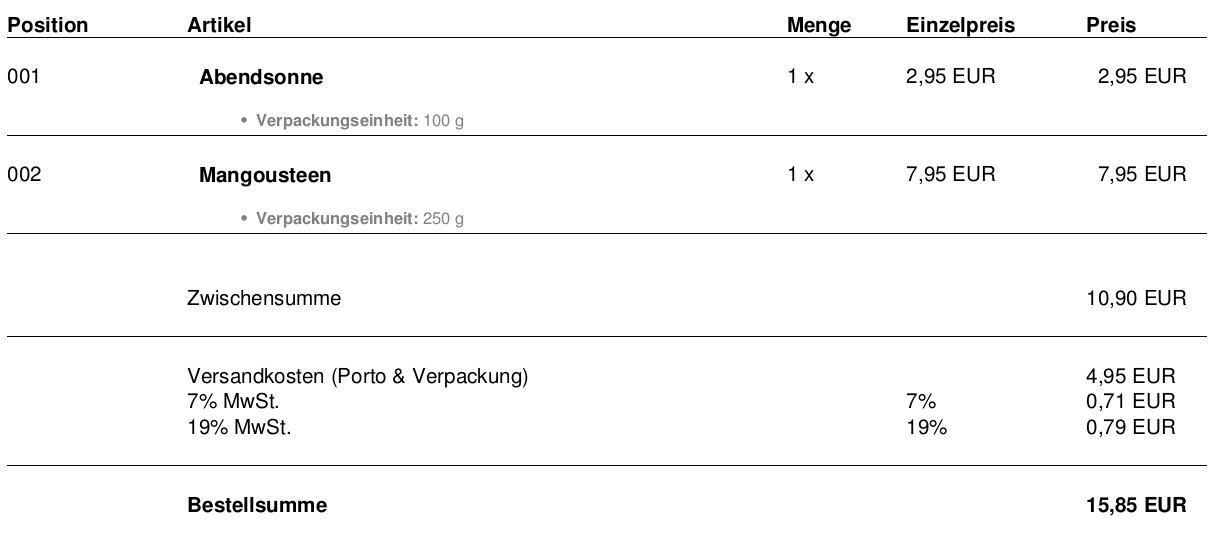 Position Artikel Menge Einzelpreis Preis
001 Abendsonne 1 x 2,95 EUR 2,95 EUR
• Verpackungseinheit: 100 g
002 Mangousteen 1 x 7,95 EUR 7,95 EUR
• Verpackungseinheit: 250 g
Zwischensumme 10,90 EUR
Versandkosten (Porto & Verpackung) 4,95 EUR
7% MwSt. 7% 0,71 EUR
19% MwSt. 19% 0,79 EUR
Bestellsumme 15,85 EUR